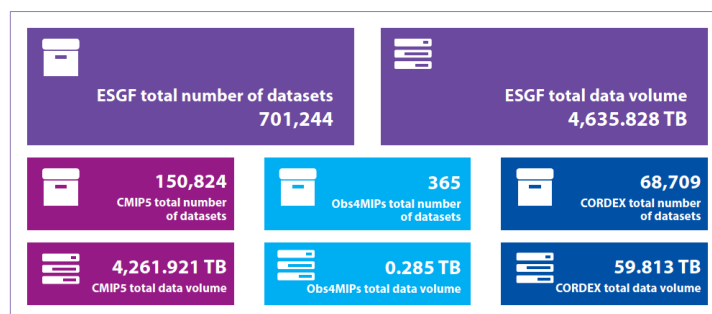 ESGF total number of datasets
701,244
ESGF total data volume
4,635.828 TB
150,824
CMIP5 total number
of datasets
365
Obs4MIPs total number
of datasets
68,709
CORDEX total number
of datasets
4,261.921 TB
CMIP5 total data volume
0.285 TB
Obs4MIPs total data volume
59.813 TB
CORDEX total data volume